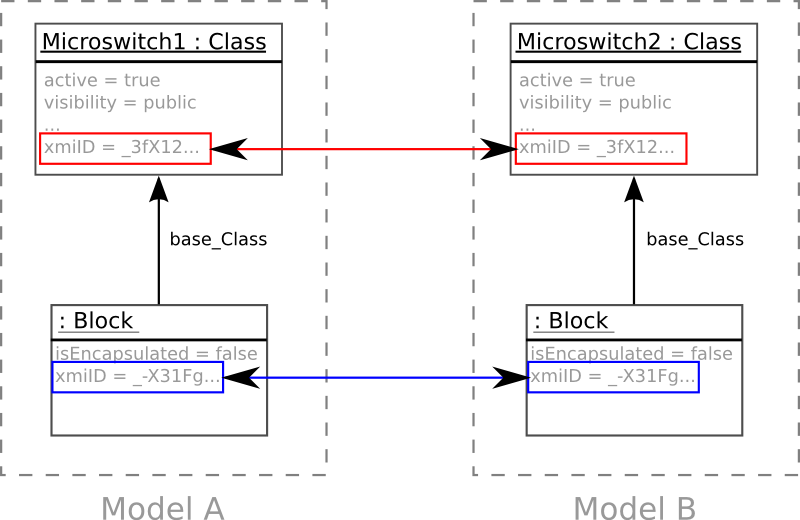 Microswitch1 : Class
active = true
visibility = public
...
xmiID = _3fX12...
base_Class
: Block
isEncapsulated = false
xmiID = _-X31Fg...
Model A
Microswitch2 : Class
active = true
visibility = public
...
xmiID = _3fX12...
base_Class
: Block
isEncapsulated = false
xmiID = _-X31Fg...
Model B